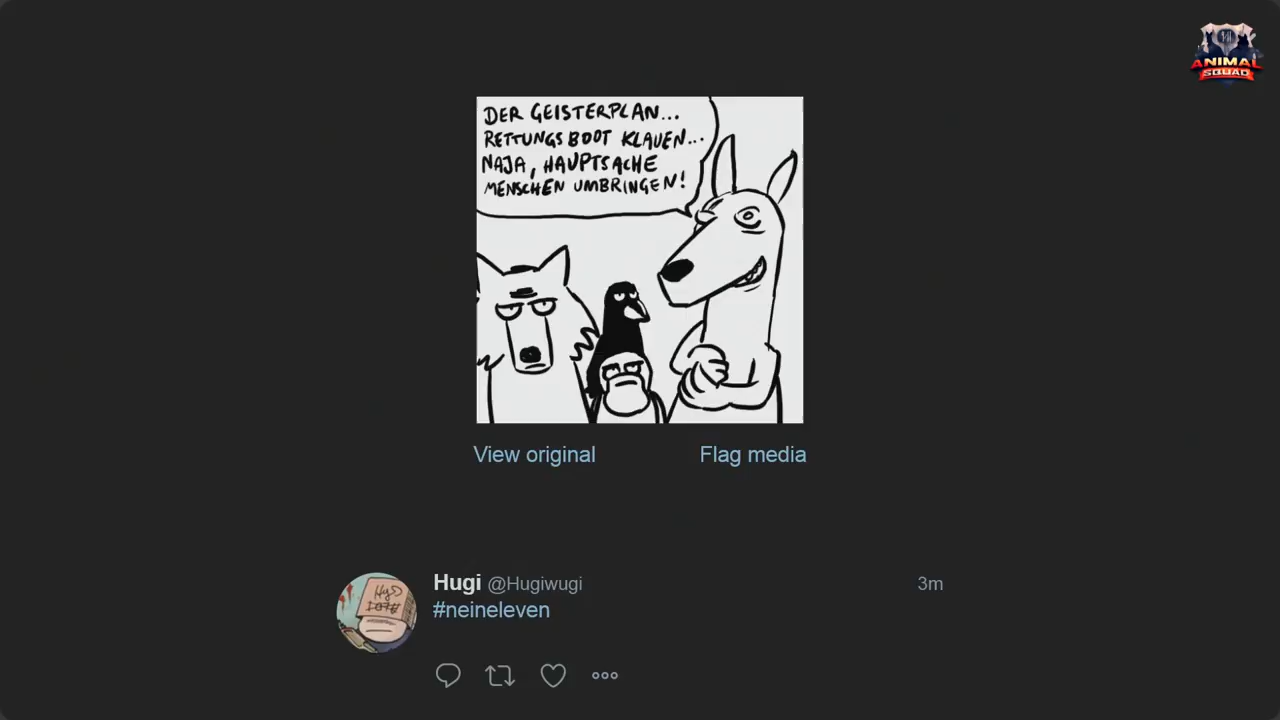 ANIMAL
SQUAD
DER GEISTERPLAN...
RETTUNGSBOOT KLAUEN...
NAJA, HAUPTSACHE
MENSCHEN UMBRINGEN!
View original Flag media
Hugi @Hugiwugi 3m
#neineleven